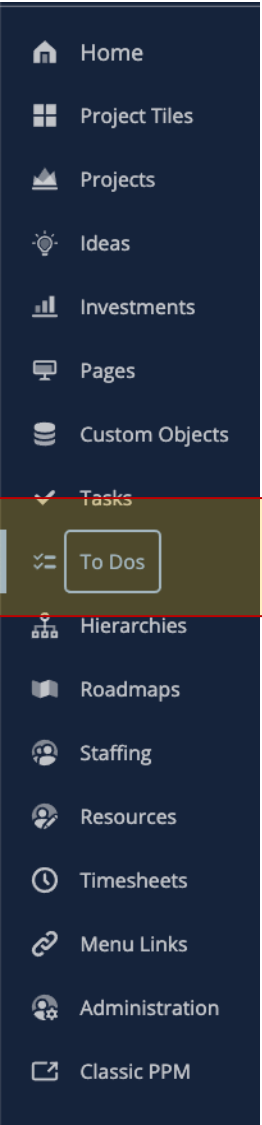 Home
Project Tiles
Projects
Ideas
Investments
Pages
Custom Objects
Tasks
To Dos
Hierarchies
Roadmaps
Staffing
Resources
Timesheets
Menu Links
Administration
Classic PPM